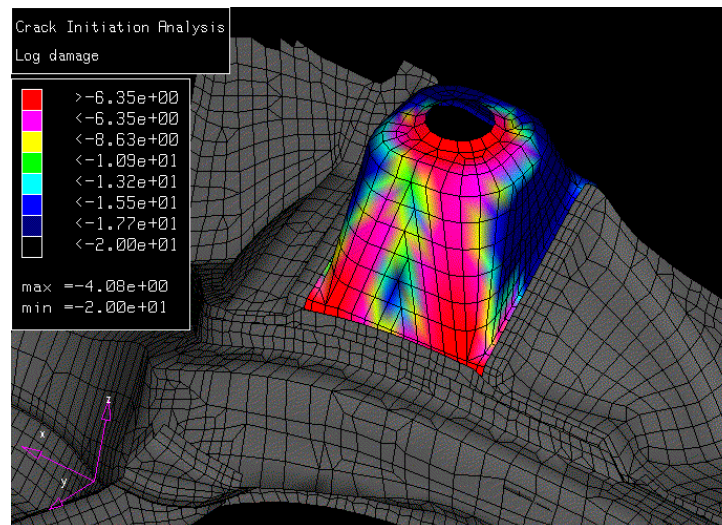 Crack Initiation Analysis
Log damage
>-6.35e+00
<-6.35e+00
<-8.63e+00
<-1.09e+01
<-1.32e+01
<-1.55e+01
<-1.77e+01
<-2.00e+01
max =-4.08e+00
min =-2.00e+01
z
x
y